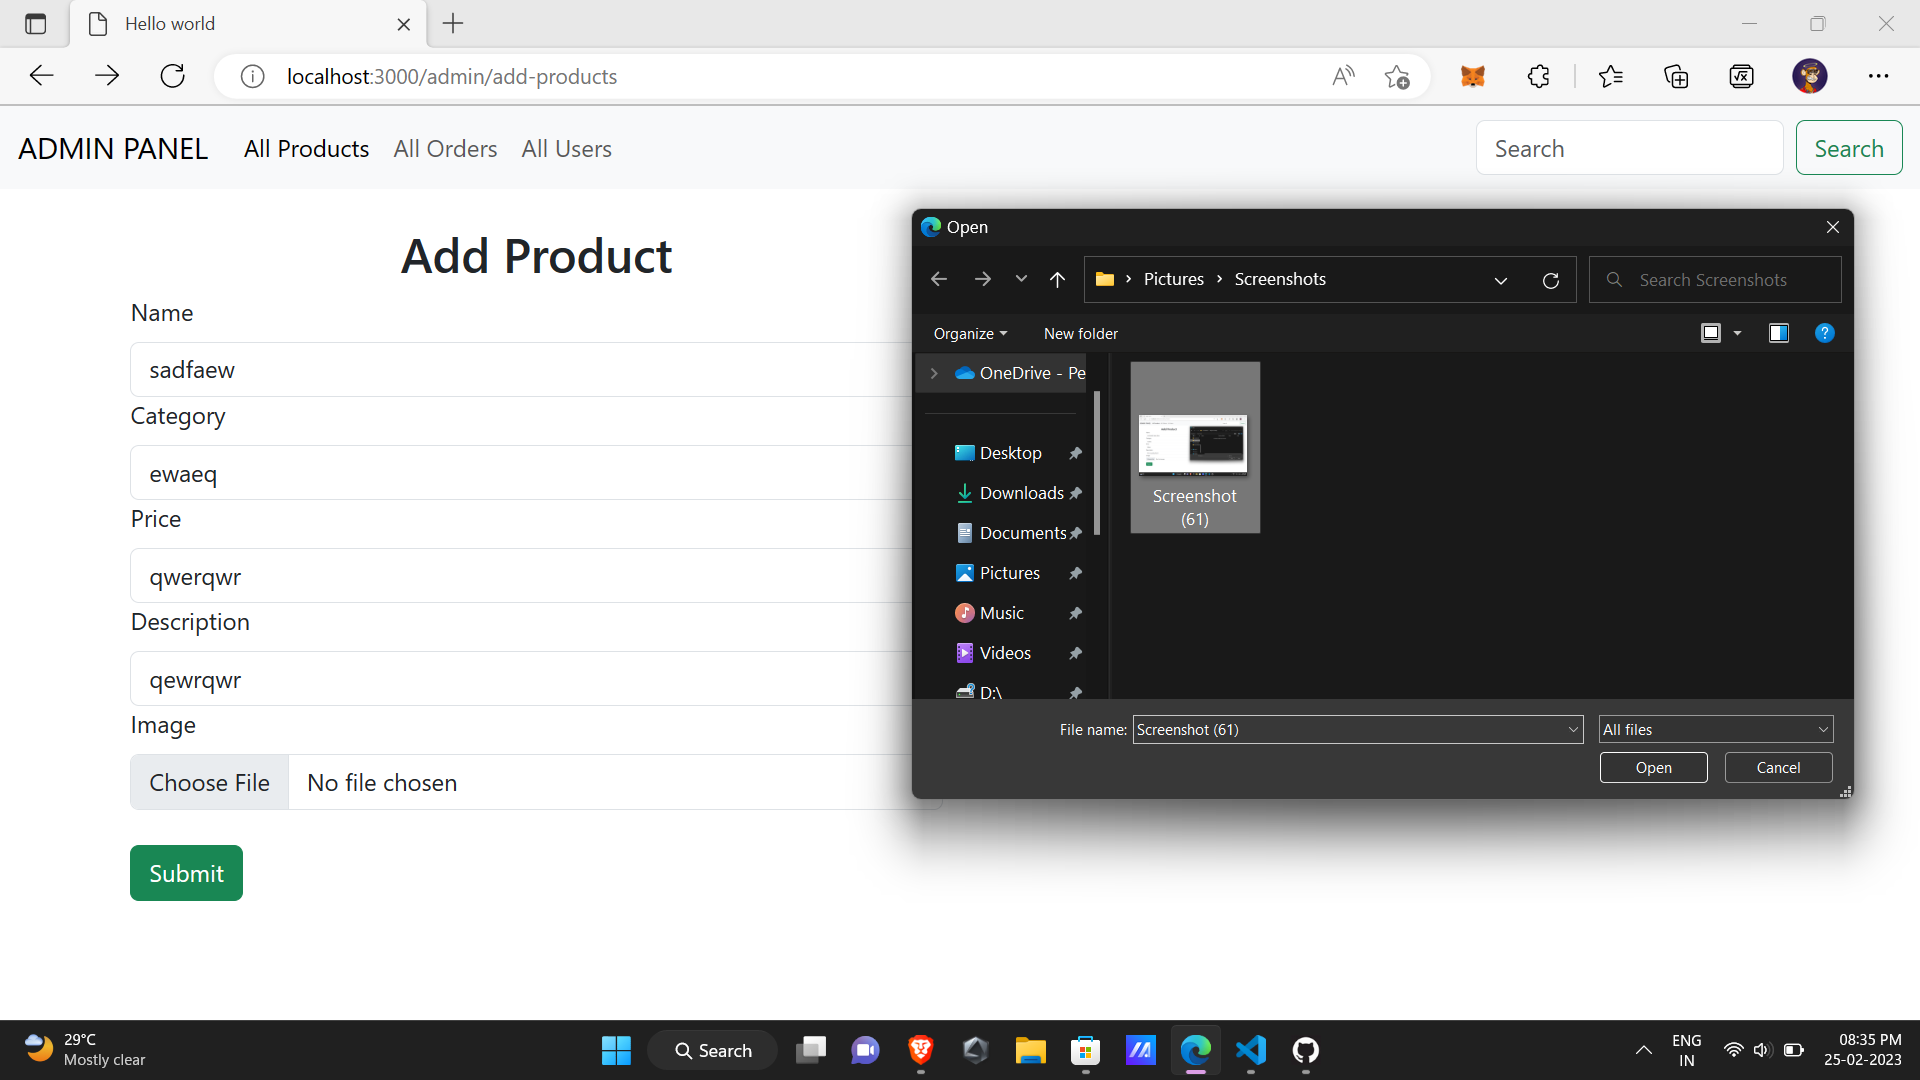 Hello world
localhost:3000/admin/add-products
ADMIN PANEL All Products All Orders All Users Search Search
Add Product
Name
sadfaew
Category
ewaeq
Price
qwerqwr
Description
qewrqwr
Image
Choose File No file chosen
Submit
Open
Pictures Screenshots
Search Screenshots
Organize New folder
OneDrive - Pe
Desktop
Downloads
Documents
Pictures
Music
Videos
D:\
Screenshot
(61)
File name: Screenshot (61) All files
Open Cancel
29°C
Mostly clear
Search
ENG
IN
08:35 PM
25-02-2023